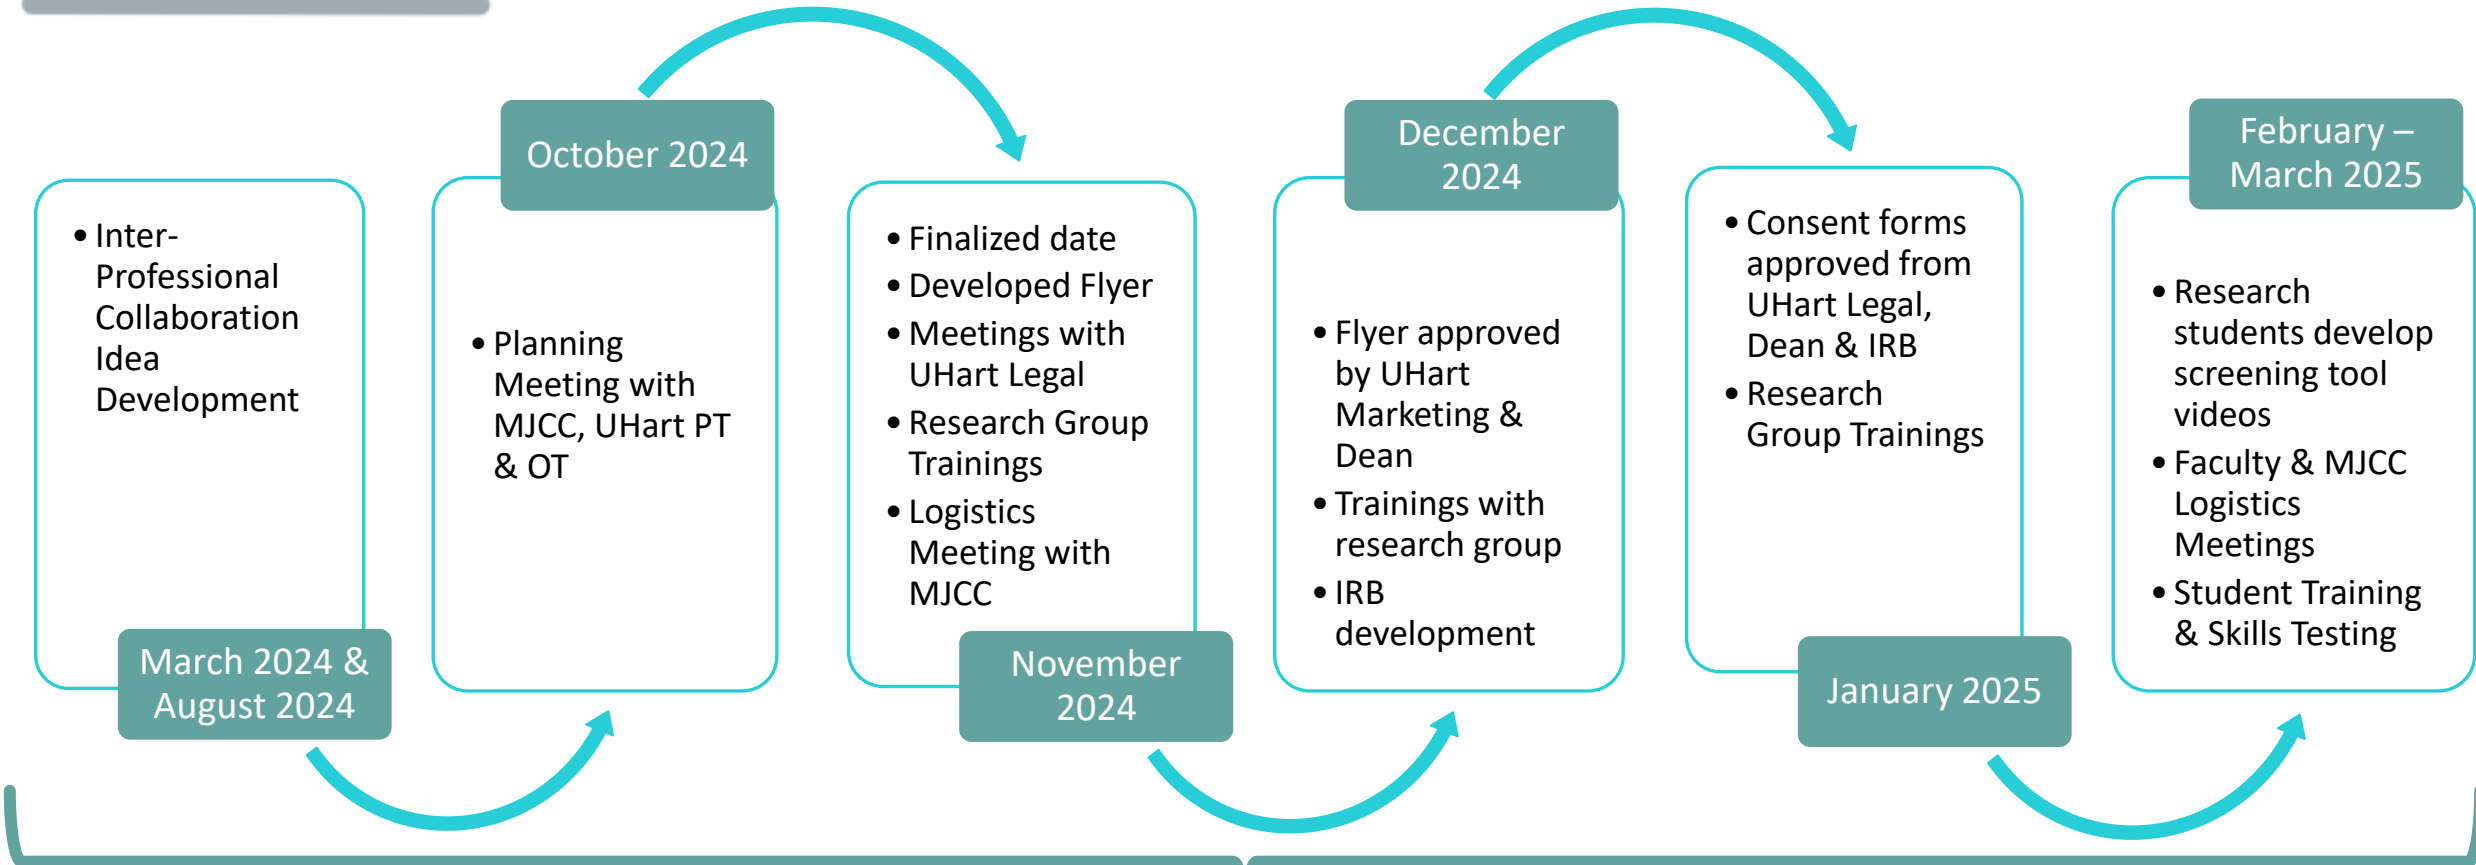 • Inter-
Professional
Collaboration
Idea
Development
March 2024 &
August 2024
October 2024
• Planning
Meeting with
MJCC, UHart PT
& OT
• Finalized date
• Developed Flyer
• Meetings with
UHart Legal
• Research Group
Trainings
• Logistics
Meeting with
MJCC
November
2024
December
2024
• Flyer approved
by UHart
Marketing &
Dean
• Trainings with
research group
• IRB
development
• Consent forms
approved from
UHart Legal,
Dean & IRB
• Research
Group Trainings
January 2025
February –
March 2025
• Research
students develop
screening tool
videos
• Faculty & MJCC
Logistics
Meetings
• Student Training
& Skills Testing